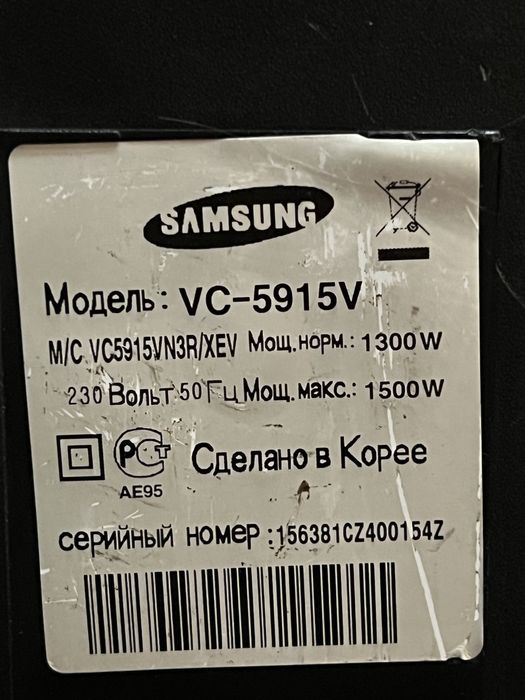 SAMSUNG
Модель: VC-5915V
M/C VC5915VN3R/XEV Мощ.норм.: 1300W
230 Вольт 50 Гц Мощ.макс.: 1500W
РСТ Сделано в Корее
AE95
серийный номер :156381CZ400154Z